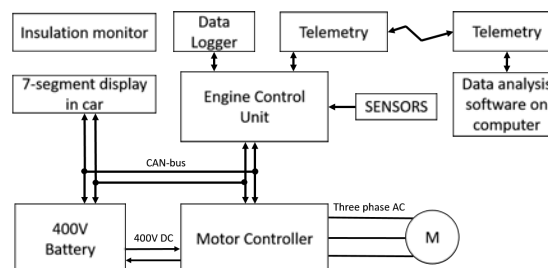 Insulation monitor
Data
Logger
Telemetry
Telemetry
7-segment display
in car
Engine Control
Unit
SENSORS
Data analysis
software on
computer
CAN-bus
Three phase AC
400V
Battery
400V DC
Motor Controller
M